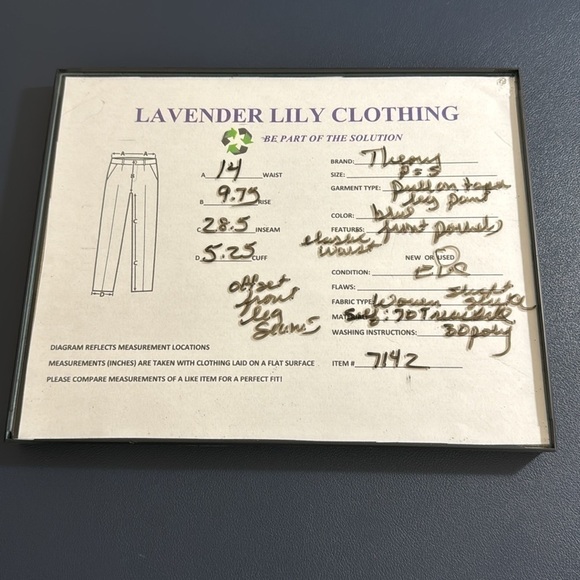 LAVENDER LILY CLOTHING
BE PART OF THE SOLUTION
A 14 WAIST
B 9.75 RISE
C 28.5 INSEAM
D 5.25 CUFF
offset
front
leg
Seams
A A
B
C
D
BRAND: Theory
SIZE: P=S
GARMENT TYPE: Pull on taper
leg pant
COLOR: blue
FEATURES: front panels
elastic
waist
NEW OR USED
CONDITION: EUC
FLAWS:
FABRIC TYPE: Woven slight
stretch
Self: 70 Triacetate
30 poly
WASHING INSTRUCTIONS:
ITEM # 7142
DIAGRAM REFLECTS MEASUREMENT LOCATIONS
MEASUREMENTS (INCHES) ARE TAKEN WITH CLOTHING LAID ON A FLAT SURFACE
PLEASE COMPARE MEASUREMENTS OF A LIKE ITEM FOR A PERFECT FIT!